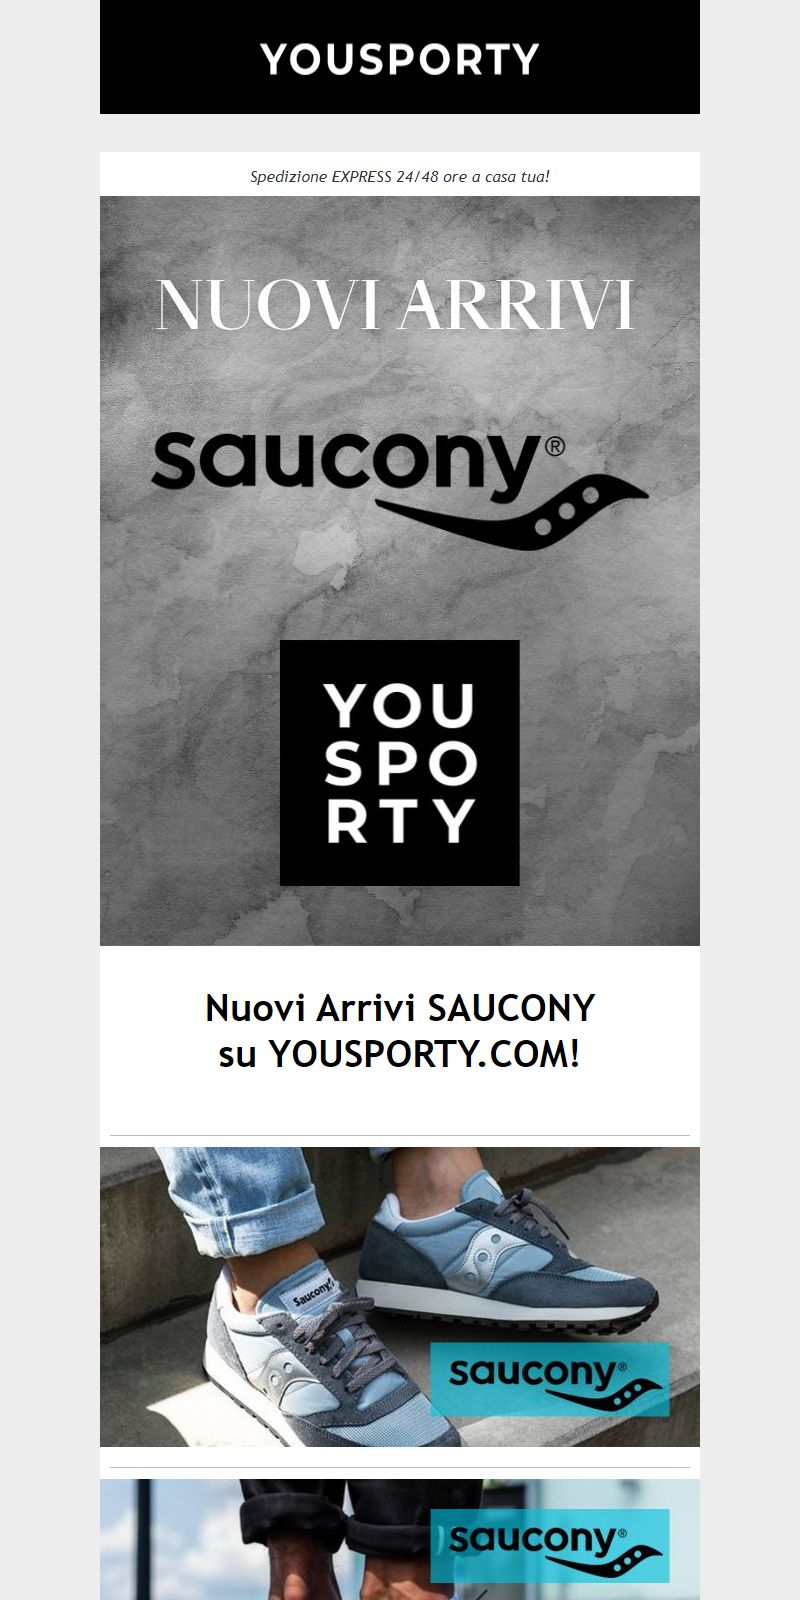 YOUSPORTY
Spedizione EXPRESS 24/48 ore a casa tua!
NUOVI ARRIVI
saucony®
YOU
SPO
RTY
Nuovi Arrivi SAUCONY
su YOUSPORTY.COM!
Saucony
saucony®
saucony®